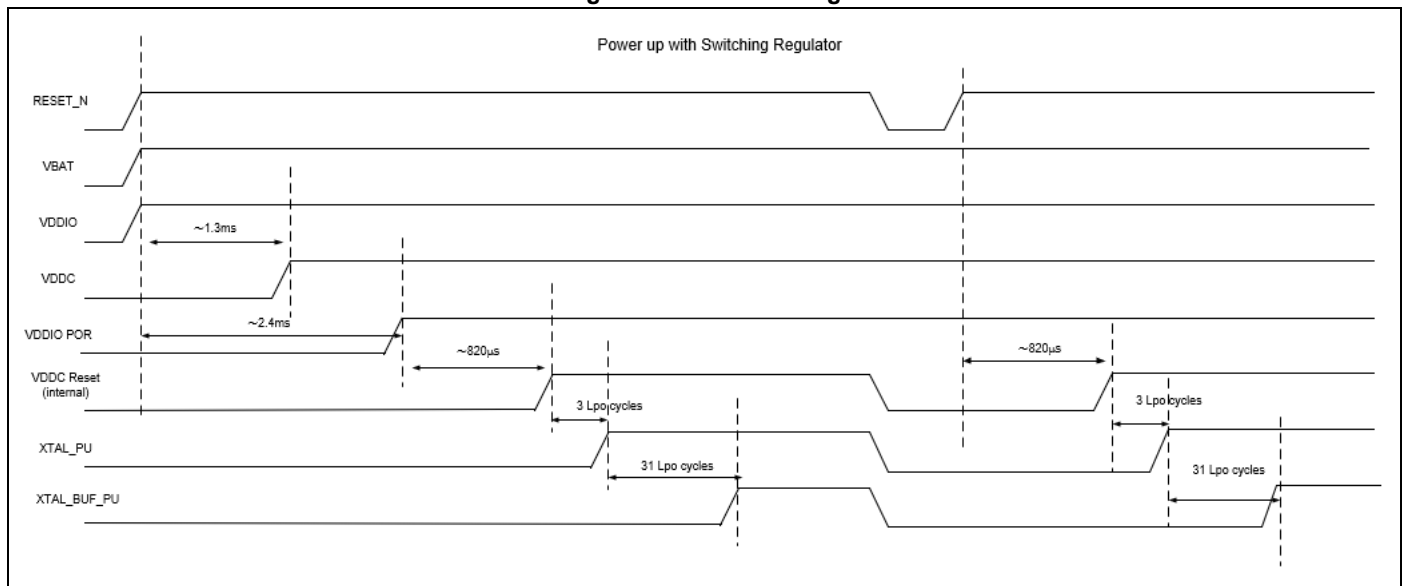 Power up with Switching Regulator
RESET_N
VBAT
VDDIO
~1.3ms
VDDC
~2.4ms
VDDIO POR
~820µs
~820µs
VDDC Reset
(internal)
3 Lpo cycles
3 Lpo cycles
XTAL_PU
31 Lpo cycles
31 Lpo cycles
XTAL_BUF_PU